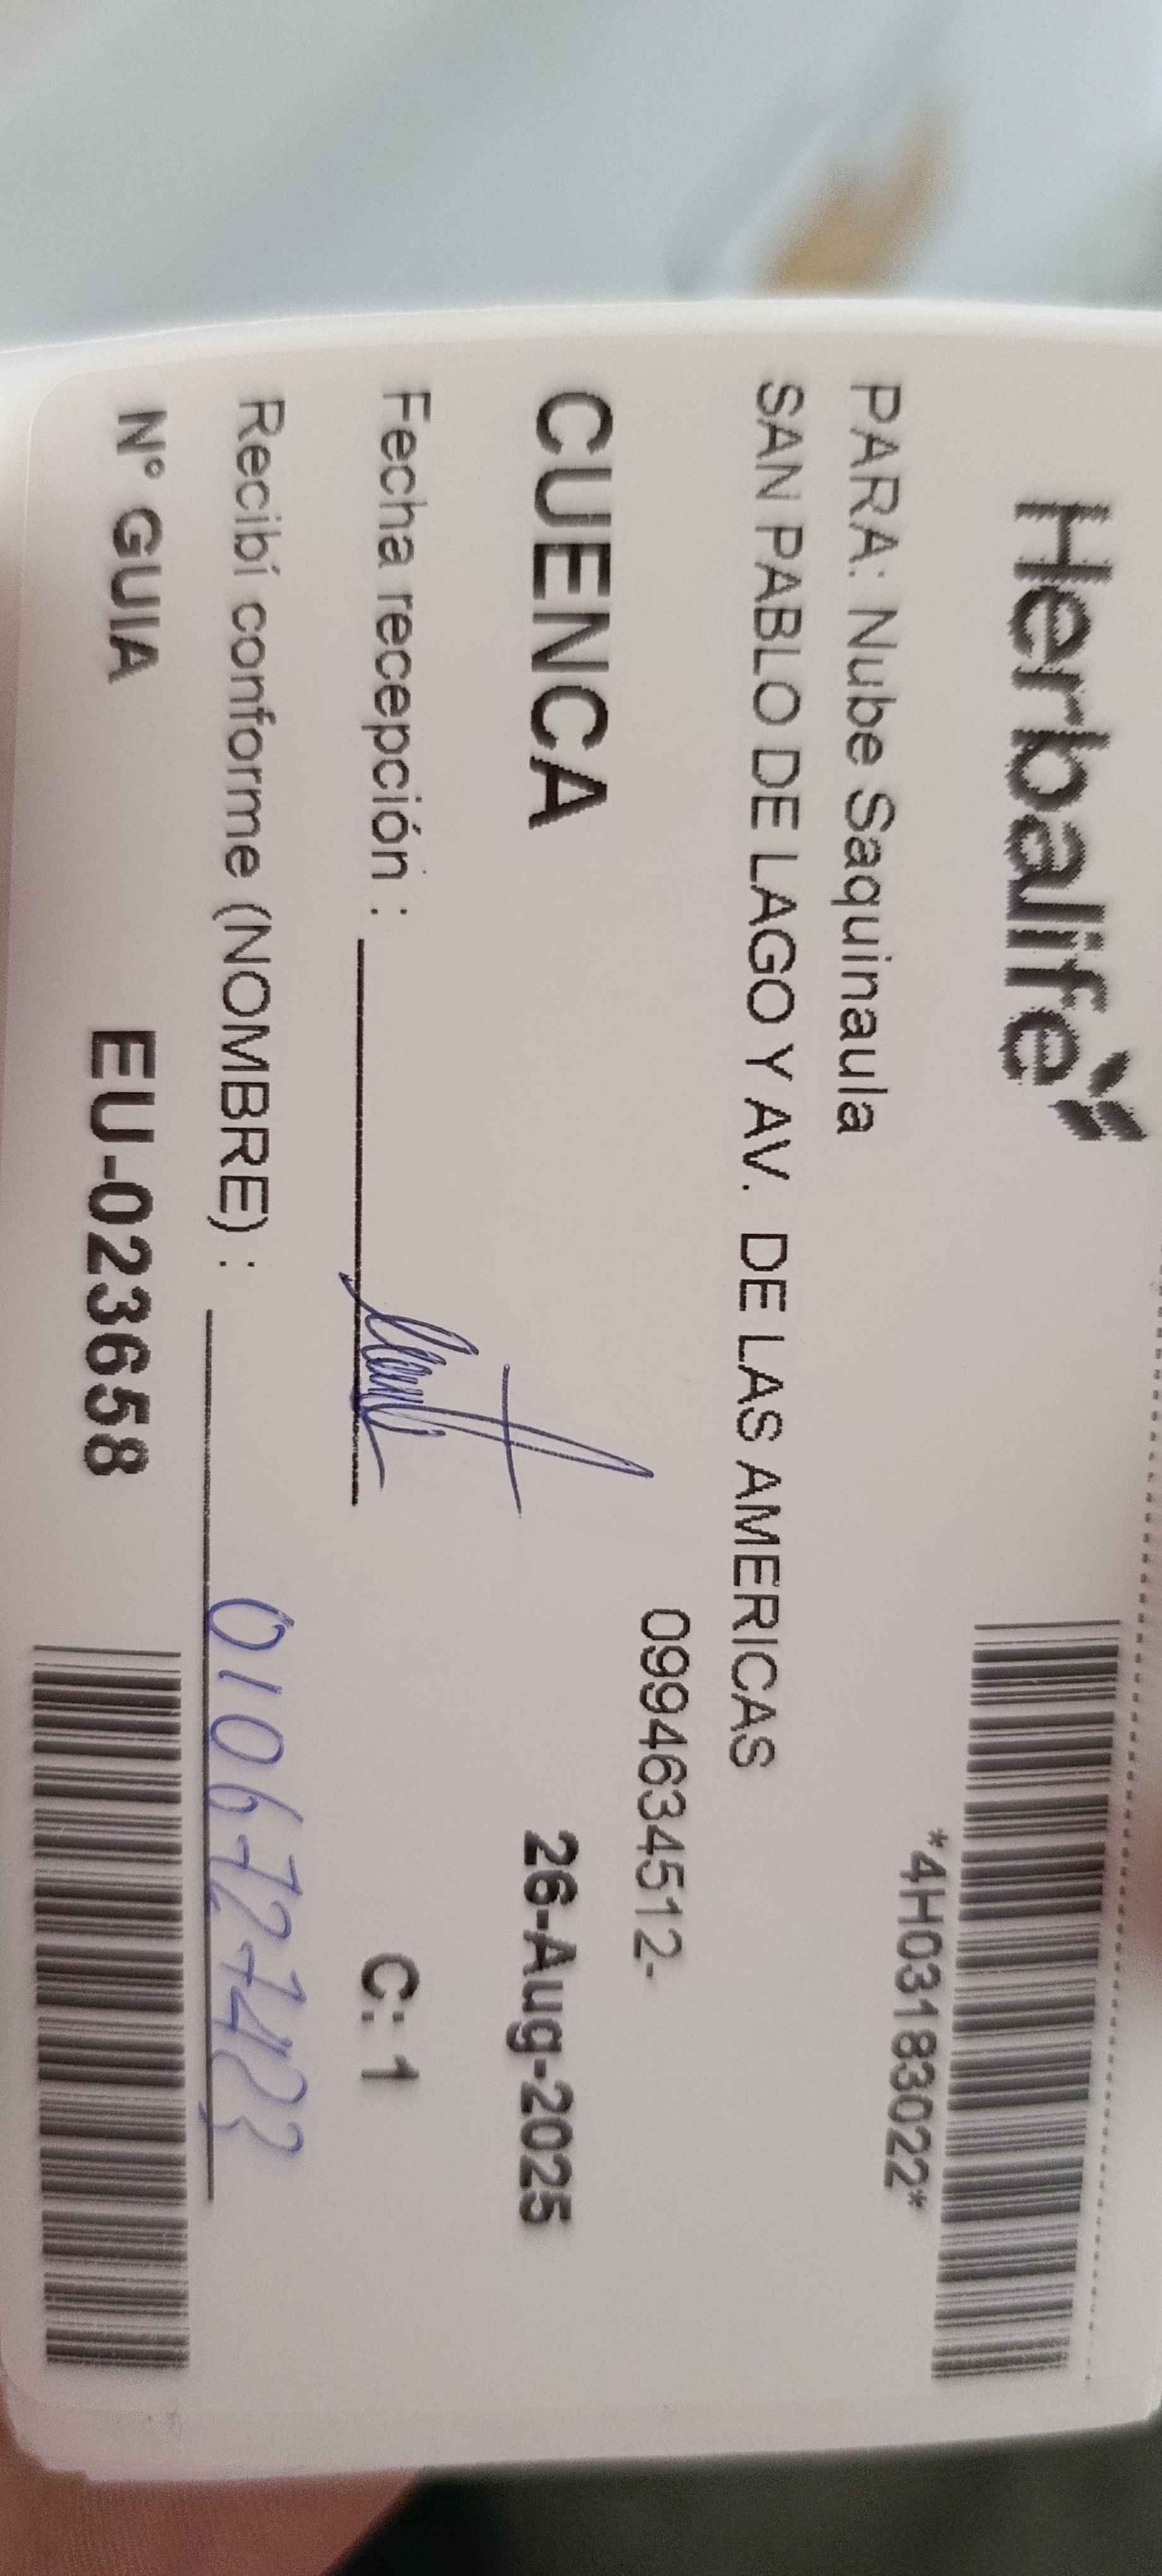 Herbalife
*4H03183022*
PARA: Nube Saquinaula
SAN PABLO DE LAGO Y AV. DE LAS AMERICAS
0994634512-
CUENCA
26-Aug-2025
Fecha recepción :
C: 1
Recibí conforme (NOMBRE) :
0106727423
N° GUIA
EU-023658